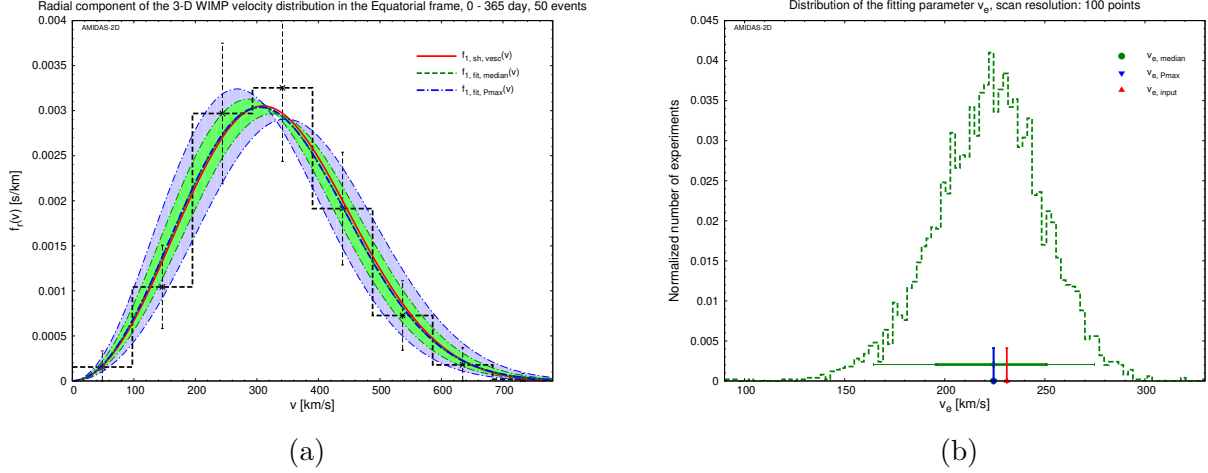 Radial component of the 3-D WIMP velocity distribution in the Equatorial frame, 0 - 365 day, 50 events
AMIDAS-2D
f1, sh, vesc(v)
f1, fit, median(v)
f1, fit, Pmax(v)
0.004
0.0035
0.003
0.0025
0.002
0.0015
0.001
0.0005
0
fr(v) [s/km]
0
100
200
300
400
500
600
700
v [km/s]
(a)
Distribution of the fitting parameter ve, scan resolution: 100 points
AMIDAS-2D
ve, median
ve, Pmax
ve, input
0.045
0.04
0.035
0.03
0.025
0.02
0.015
0.01
0.005
0
Normalized number of experiments
100
150
200
250
300
ve [km/s]
(b)